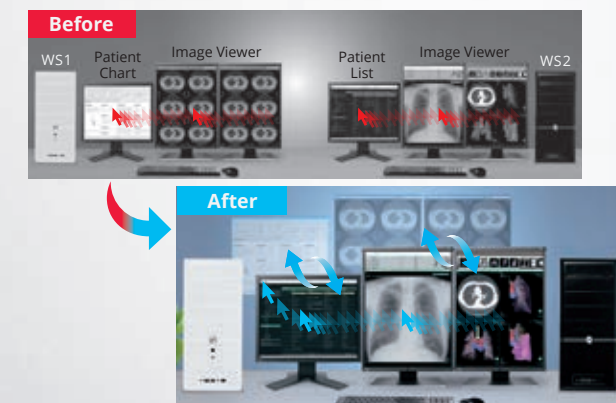 Before
WS1
Patient
Chart
Image Viewer
Patient
List
Image Viewer
WS2
After